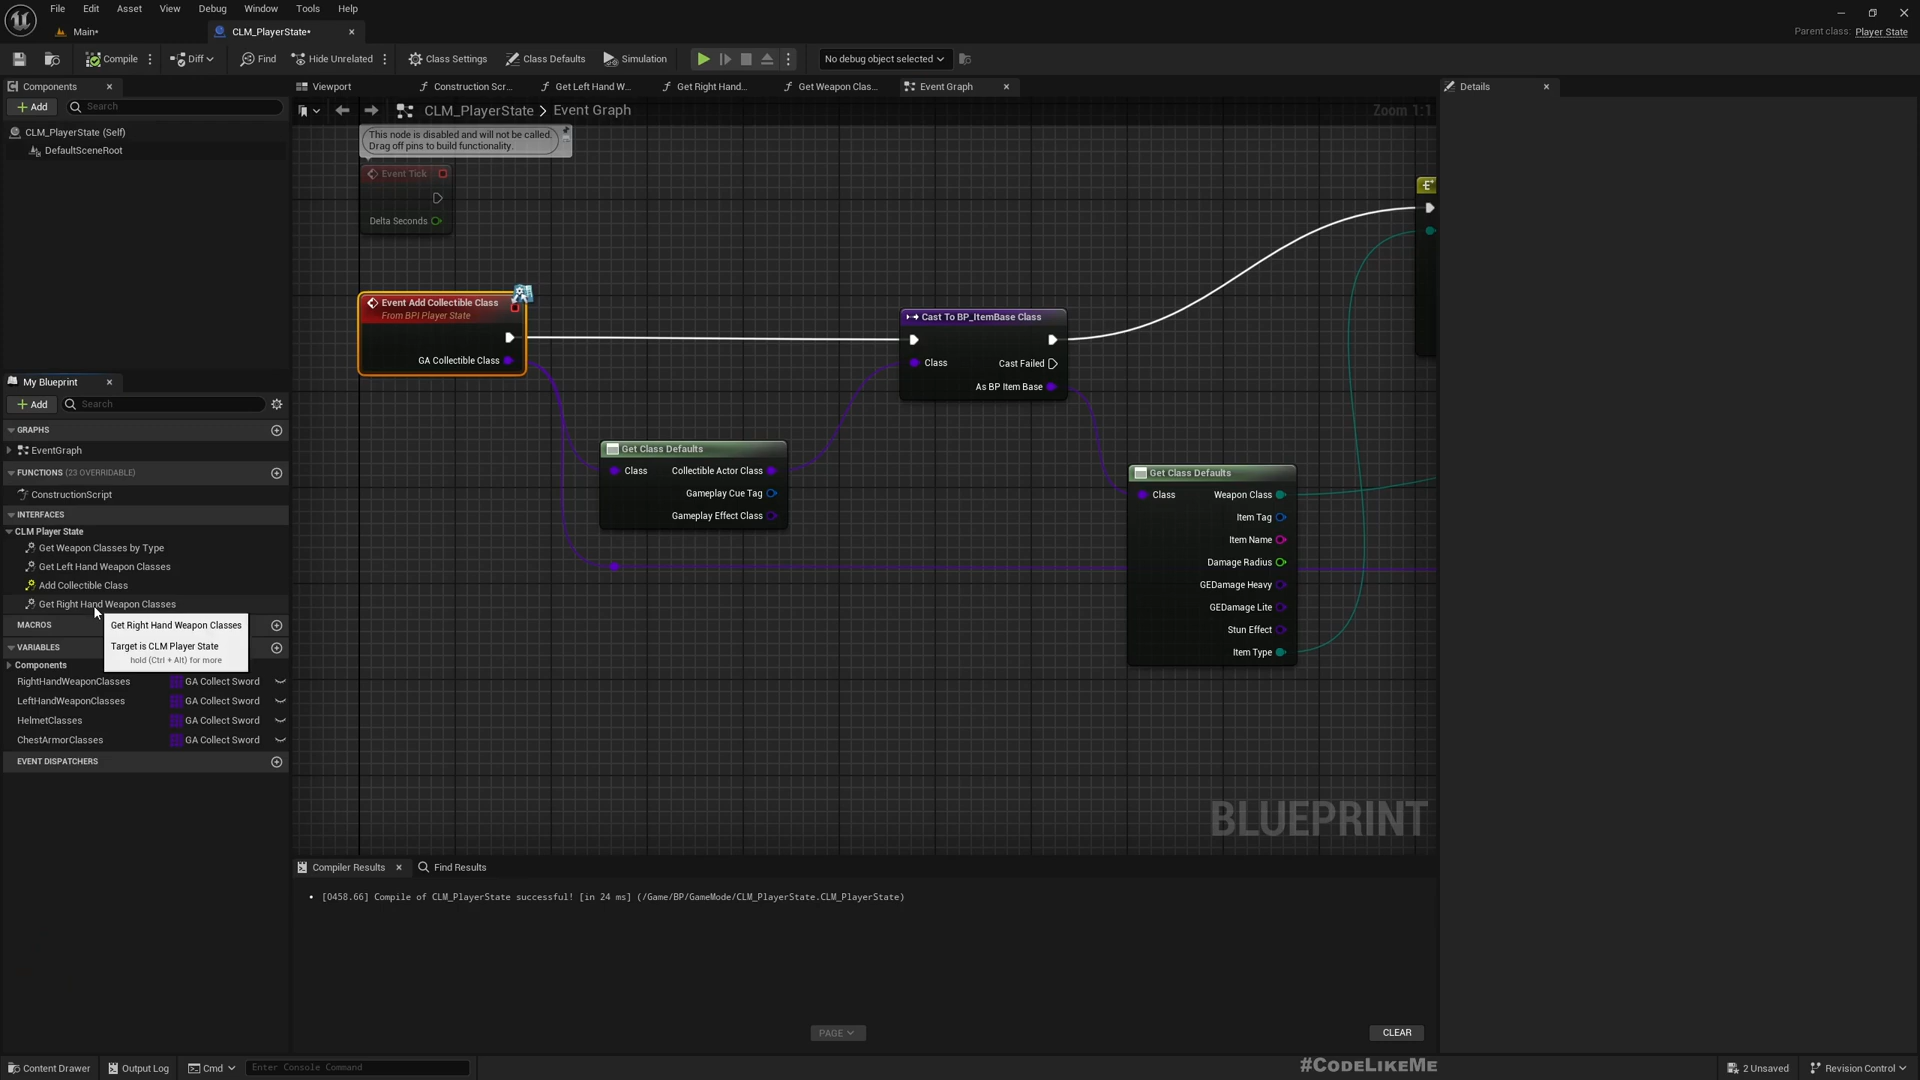 File Edit Asset View Debug Window Tools Help
Main*
CLM_PlayerState*
Parent class: Player State
Compile
Diff
Find
Hide Unrelated
Class Settings
Class Defaults
Simulation
No debug object selected
Components
Add
Search
CLM_PlayerState (Self)
DefaultSceneRoot
Viewport
Construction Scr...
Get Left Hand W...
Get Right Hand...
Get Weapon Clas...
Event Graph
Details
CLM_PlayerState > Event Graph
Zoom 1:1
This node is disabled and will not be called.
Drag off pins to build functionality.
Event Tick
Delta Seconds
Event Add Collectible Class
From BPI Player State
GA Collectible Class
Cast To BP_ItemBase Class
Class
Cast Failed
As BP Item Base
Get Class Defaults
Class
Collectible Actor Class
Gameplay Cue Tag
Gameplay Effect Class
Get Class Defaults
Class
Weapon Class
Item Tag
Item Name
Damage Radius
GEDamage Heavy
GEDamage Lite
Stun Effect
Item Type
BLUEPRINT
My Blueprint
Add
Search
GRAPHS
EventGraph
FUNCTIONS (23 OVERRIDABLE)
ConstructionScript
INTERFACES
CLM Player State
Get Weapon Classes by Type
Get Left Hand Weapon Classes
Add Collectible Class
Get Right Hand Weapon Classes
MACROS
Get Right Hand Weapon Classes
Target is CLM Player State
hold (Ctrl + Alt) for more
VARIABLES
Components
RightHandWeaponClasses GA Collect Sword
LeftHandWeaponClasses GA Collect Sword
HelmetClasses GA Collect Sword
ChestArmorClasses GA Collect Sword
EVENT DISPATCHERS
Compiler Results
Find Results
[0458.66] Compile of CLM_PlayerState successful! [in 24 ms] (/Game/BP/GameMode/CLM_PlayerState.CLM_PlayerState)
PAGE
CLEAR
#CODELIKEME
Content Drawer
Output Log
Cmd
Enter Console Command
2 Unsaved
Revision Control